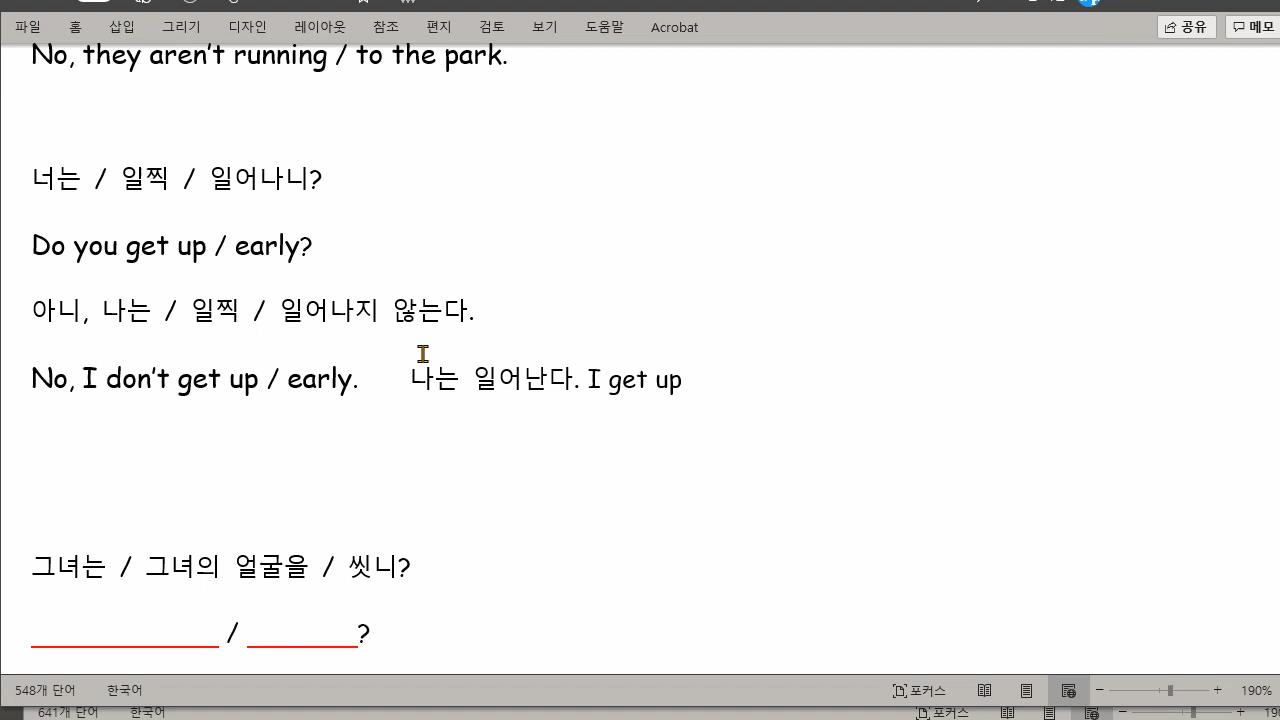 파일 홈 삽입 그리기 디자인 레이아웃 참조 편지 검토 보기 도움말 Acrobat 공유 메모
No, they aren’t running / to the park.
너는 / 일찍 / 일어나니?
Do you get up / early?
아니, 나는 / 일찍 / 일어나지 않는다.
No, I don’t get up / early. 나는 일어난다. I get up
그녀는 / 그녀의 얼굴을 / 씻니?
/ ?
548개 단어 한국어 포커스 190%
641개 단어 한국어 포커스